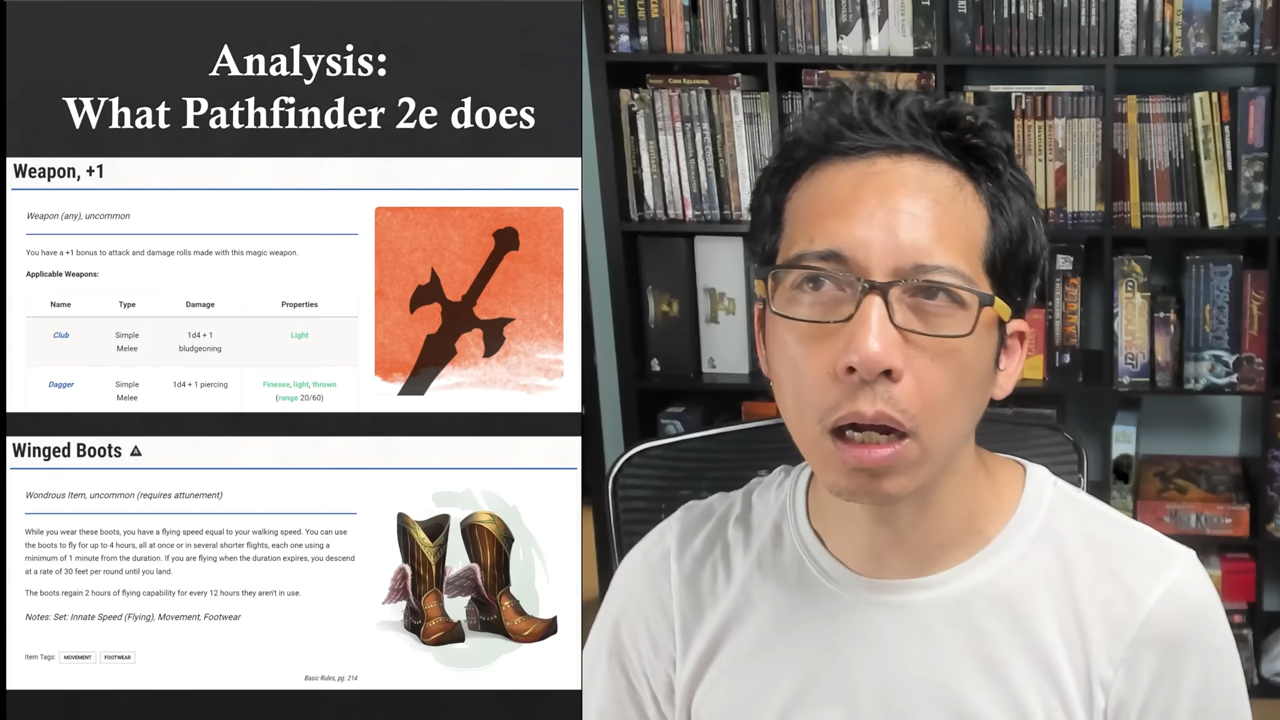 Analysis:
What Pathfinder 2e does
Weapon, +1
Weapon (any), uncommon
You have a +1 bonus to attack and damage rolls made with this magic weapon.
Applicable Weapons:
Name Type Damage Properties
Club Simple Melee 1d4 + 1 bludgeoning Light
Dagger Simple Melee 1d4 + 1 piercing Finesse, light, thrown (range 20/60)
Winged Boots
Wondrous Item, uncommon (requires attunement)
While you wear these boots, you have a flying speed equal to your walking speed. You can use
the boots to fly for up to 4 hours, all at once or in several shorter flights, each one using a
minimum of 1 minute from the duration. If you are flying when the duration expires, you descend
at a rate of 30 feet per round until you land.
The boots regain 2 hours of flying capability for every 12 hours they aren't in use.
Notes: Set: Innate Speed (Flying), Movement, Footwear
Item Tags: MOVEMENT FOOTWEAR
Basic Rules, pg. 214
Core Rulebook